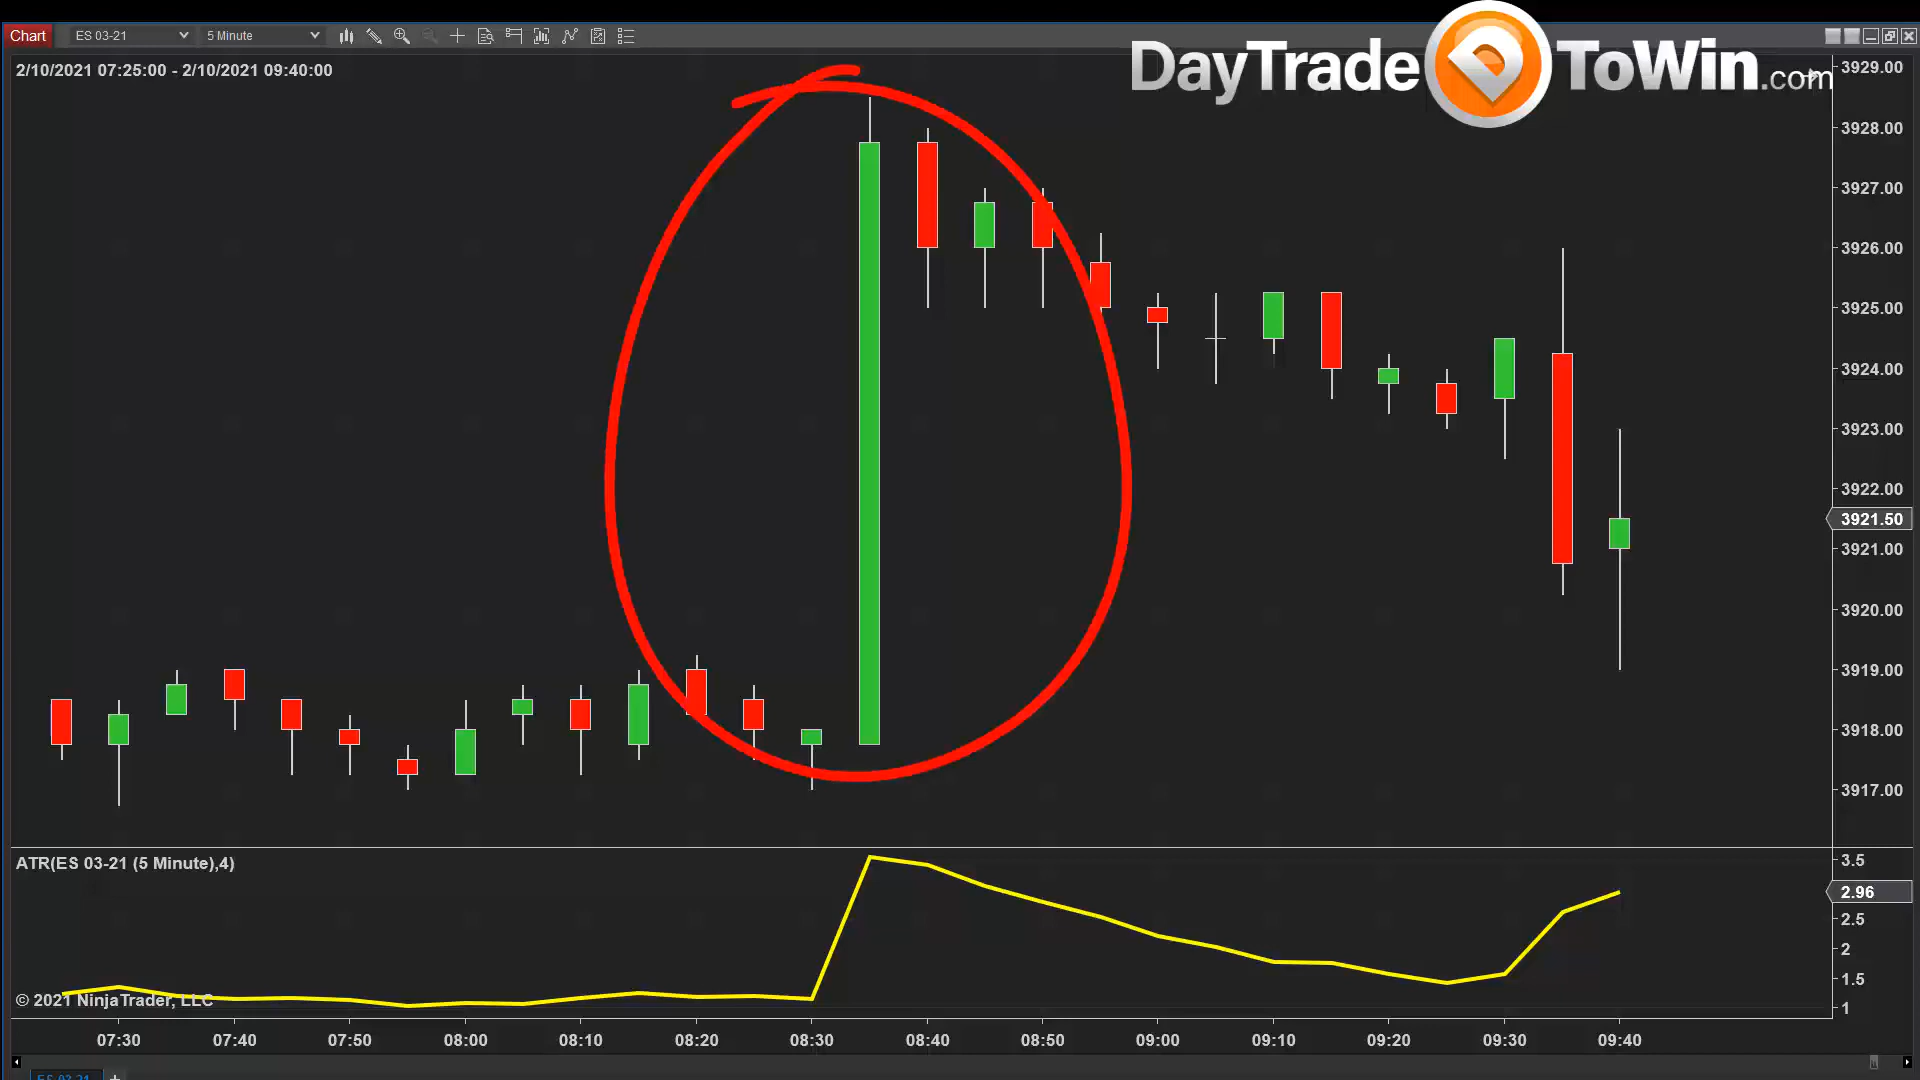 Chart ES 03-21 5 Minute
DayTrade D ToWin.com
2/10/2021 07:25:00 - 2/10/2021 09:40:00
3929.00
3928.00
3927.00
3926.00
3925.00
3924.00
3923.00
3922.00
3921.50
3921.00
3920.00
3919.00
3918.00
3917.00
ATR(ES 03-21 (5 Minute),4)
3.5
2.96
2.5
2
1.5
1
© 2021 NinjaTrader, LLC
07:30 07:40 07:50 08:00 08:10 08:20 08:30 08:40 08:50 09:00 09:10 09:20 09:30 09:40
ES 03-21 +